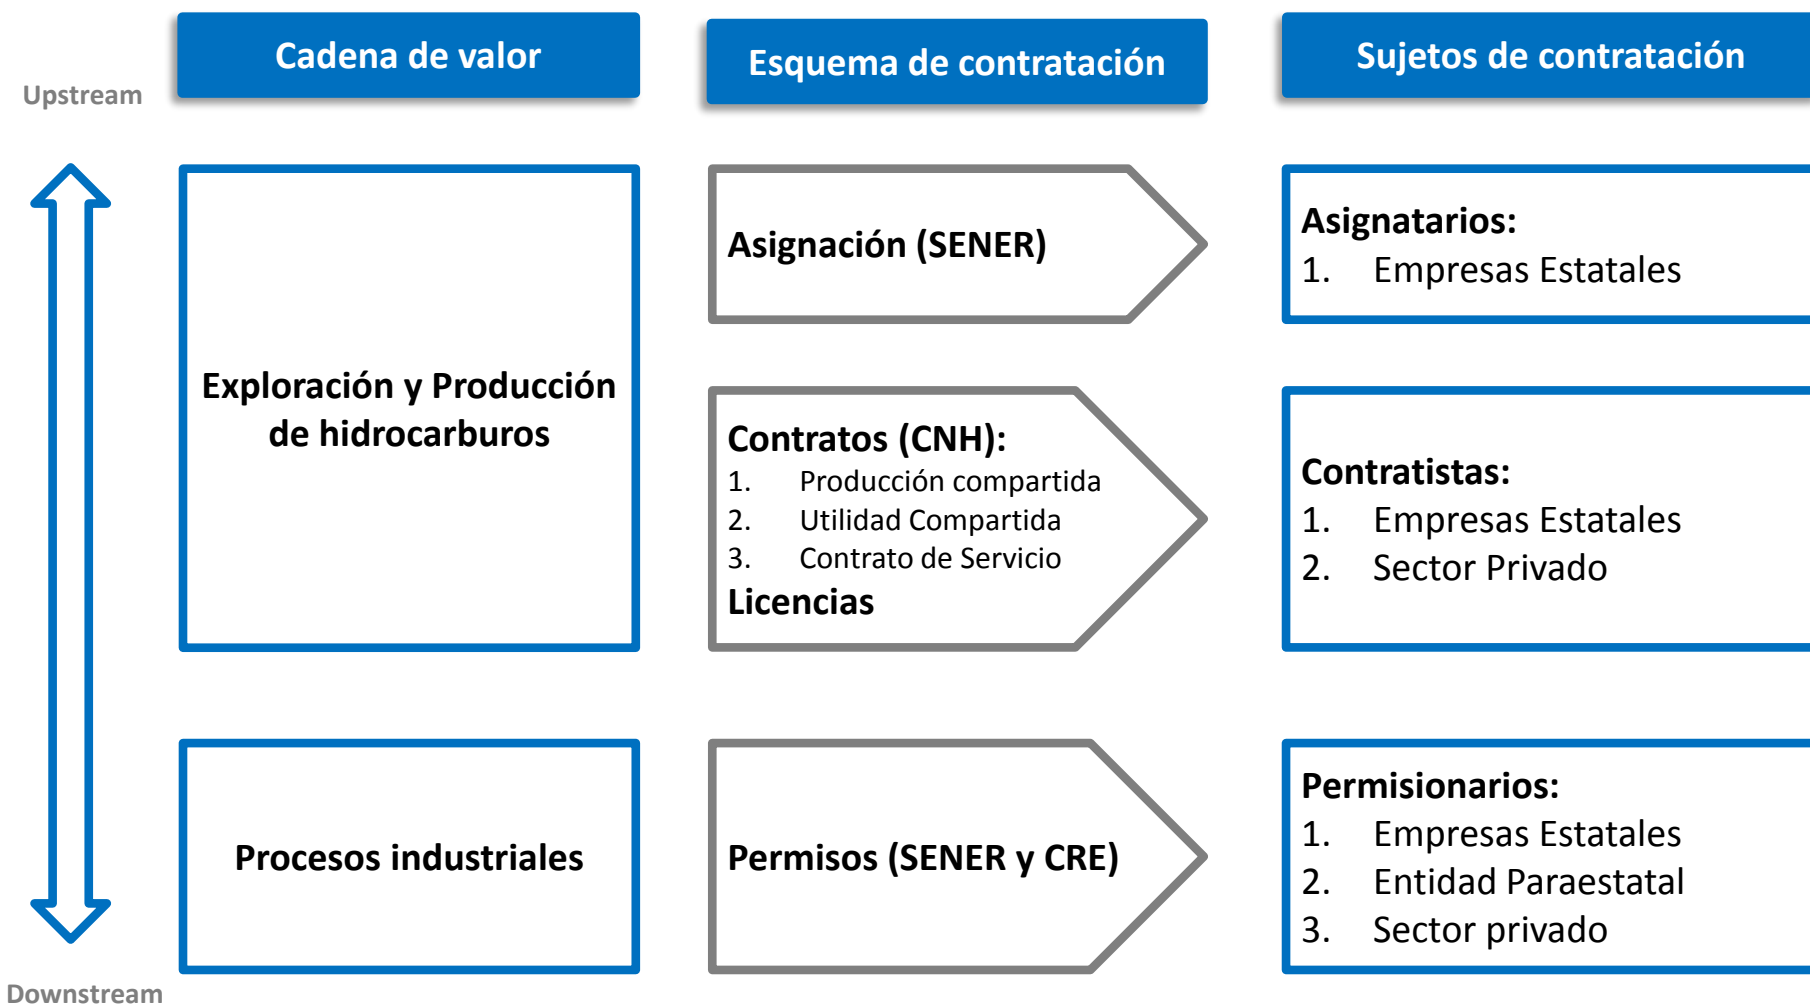 Cadena de valor
Esquema de contratación
Sujetos de contratación
Upstream
Exploración y Producción
de hidrocarburos
Asignación (SENER)
Asignatarios:
1. Empresas Estatales
Contratos (CNH):
1. Producción compartida
2. Utilidad Compartida
3. Contrato de Servicio
Licencias
Contratistas:
1. Empresas Estatales
2. Sector Privado
Procesos industriales
Permisos (SENER y CRE)
Permisionarios:
1. Empresas Estatales
2. Entidad Paraestatal
3. Sector privado
Downstream